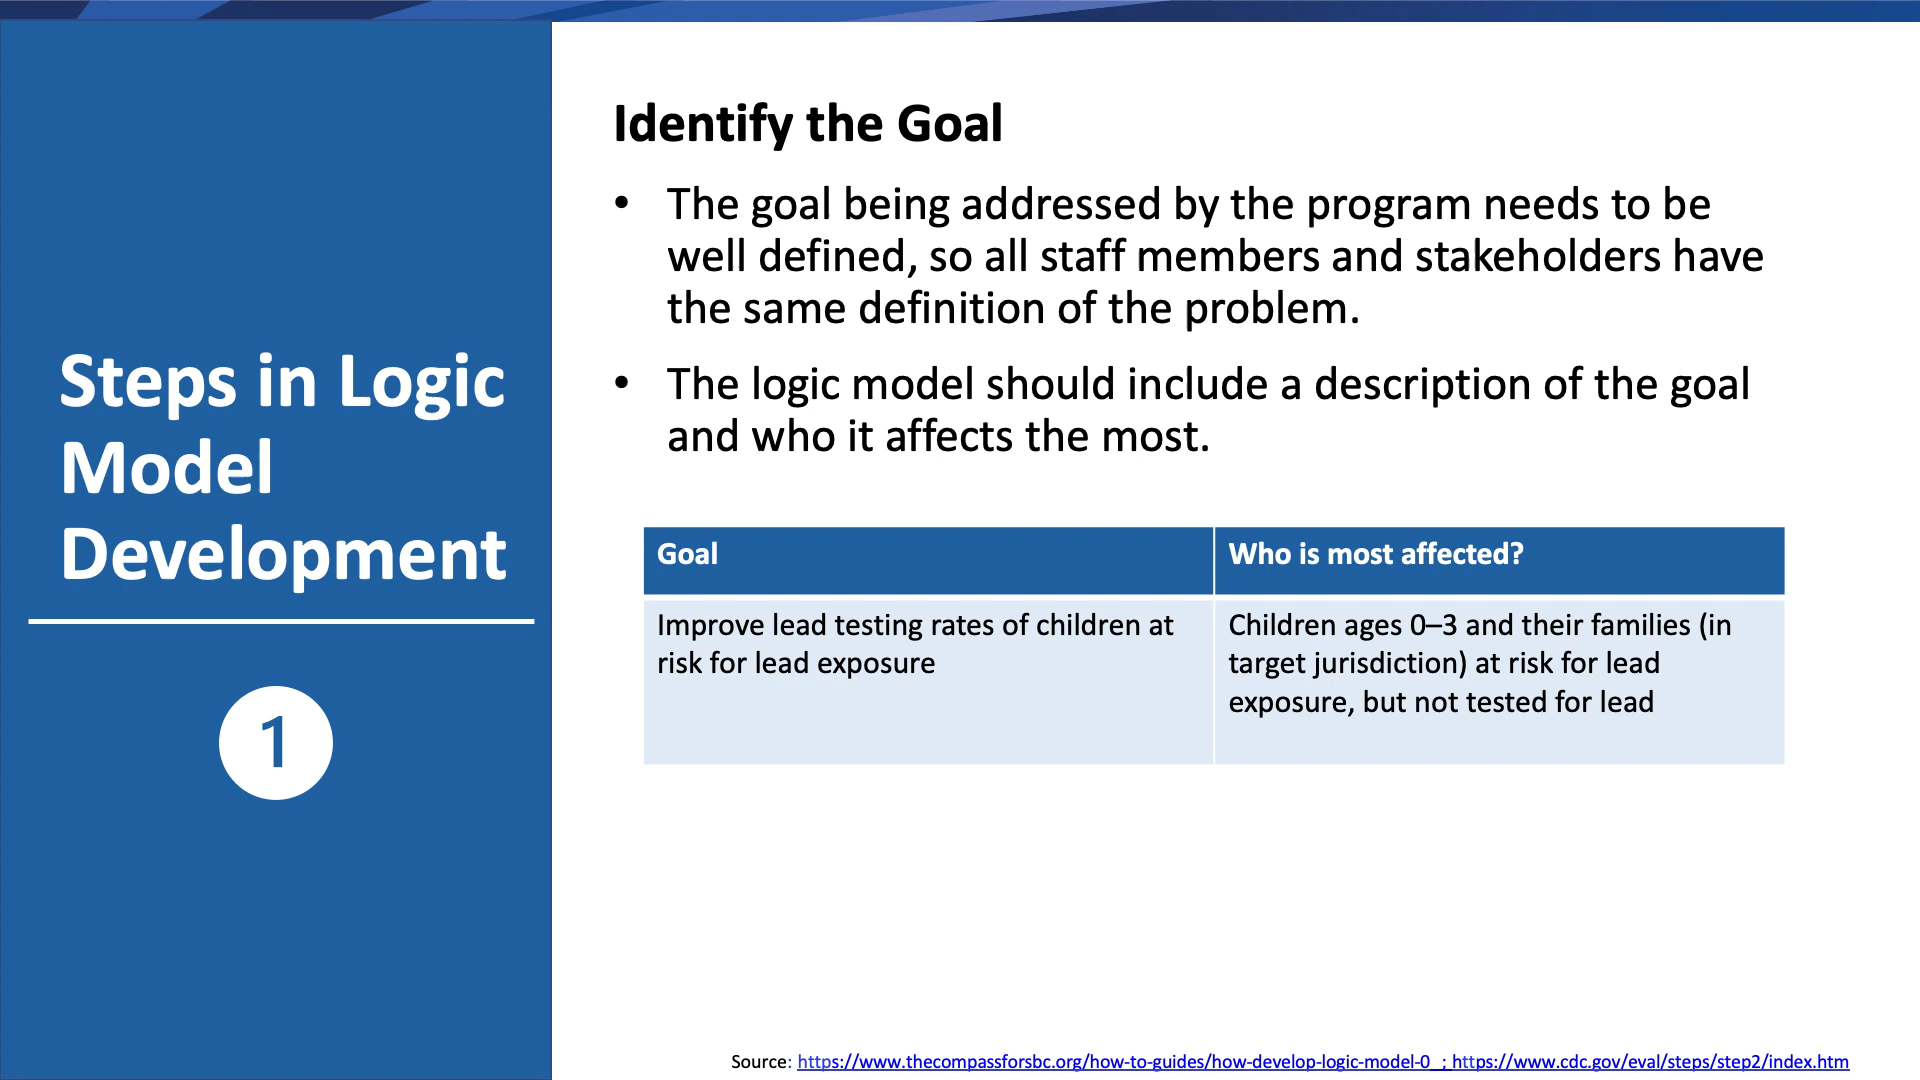 Steps in Logic
Model
Development
1
Identify the Goal
• The goal being addressed by the program needs to be
well defined, so all staff members and stakeholders have
the same definition of the problem.
• The logic model should include a description of the goal
and who it affects the most.
Goal
Who is most affected?
Improve lead testing rates of children at
risk for lead exposure
Children ages 0–3 and their families (in
target jurisdiction) at risk for lead
exposure, but not tested for lead
Source: https://www.thecompassforsbc.org/how-to-guides/how-develop-logic-model-0_; https://www.cdc.gov/eval/steps/step2/index.htm